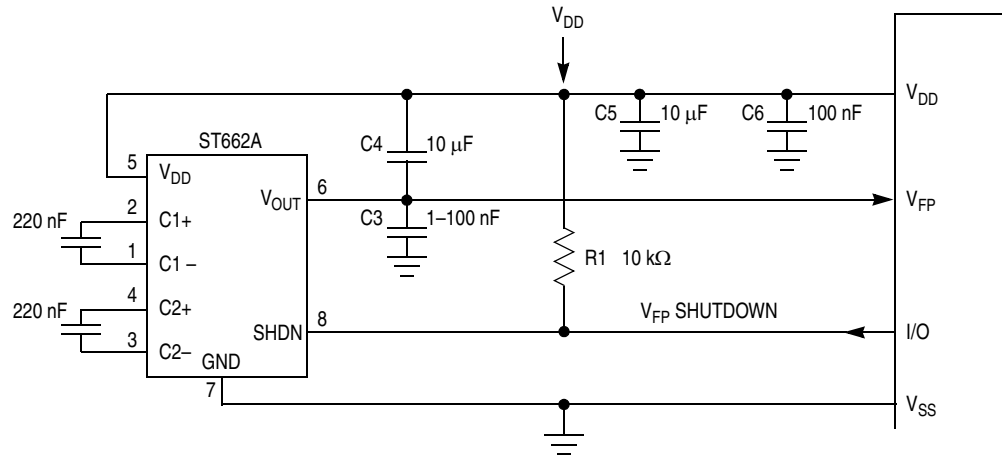 V_DD
V_DD
C5 10 μF C6 100 nF
ST662A
C4 10 μF
5 V_DD
V_OUT 6
V_FP
2 C1+
220 nF
C3 1–100 nF
1 C1 –
R1 10 kΩ
4 C2+
220 nF
V_FP SHUTDOWN
SHDN 8
I/O
3 C2–
GND
7
V_SS